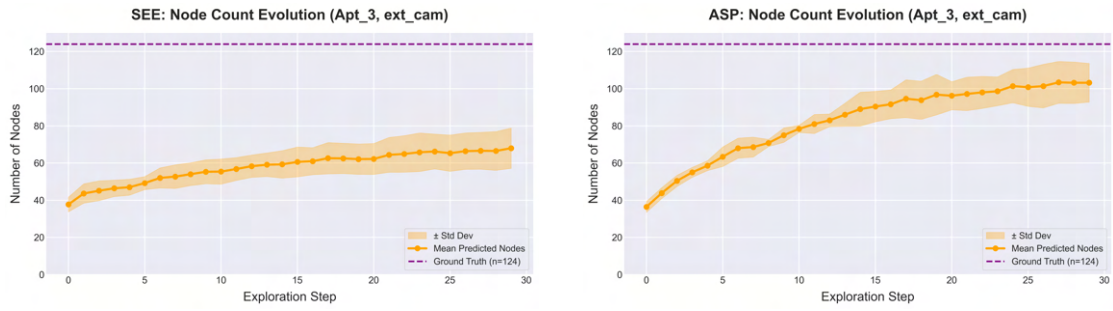 SEE: Node Count Evolution (Apt_3, ext_cam)
Number of Nodes
120
100
80
60
40
20
0
0 5 10 15 20 25 30
Exploration Step
± Std Dev
Mean Predicted Nodes
Ground Truth (n=124)
ASP: Node Count Evolution (Apt_3, ext_cam)
Number of Nodes
120
100
80
60
40
20
0
0 5 10 15 20 25 30
Exploration Step
± Std Dev
Mean Predicted Nodes
Ground Truth (n=124)